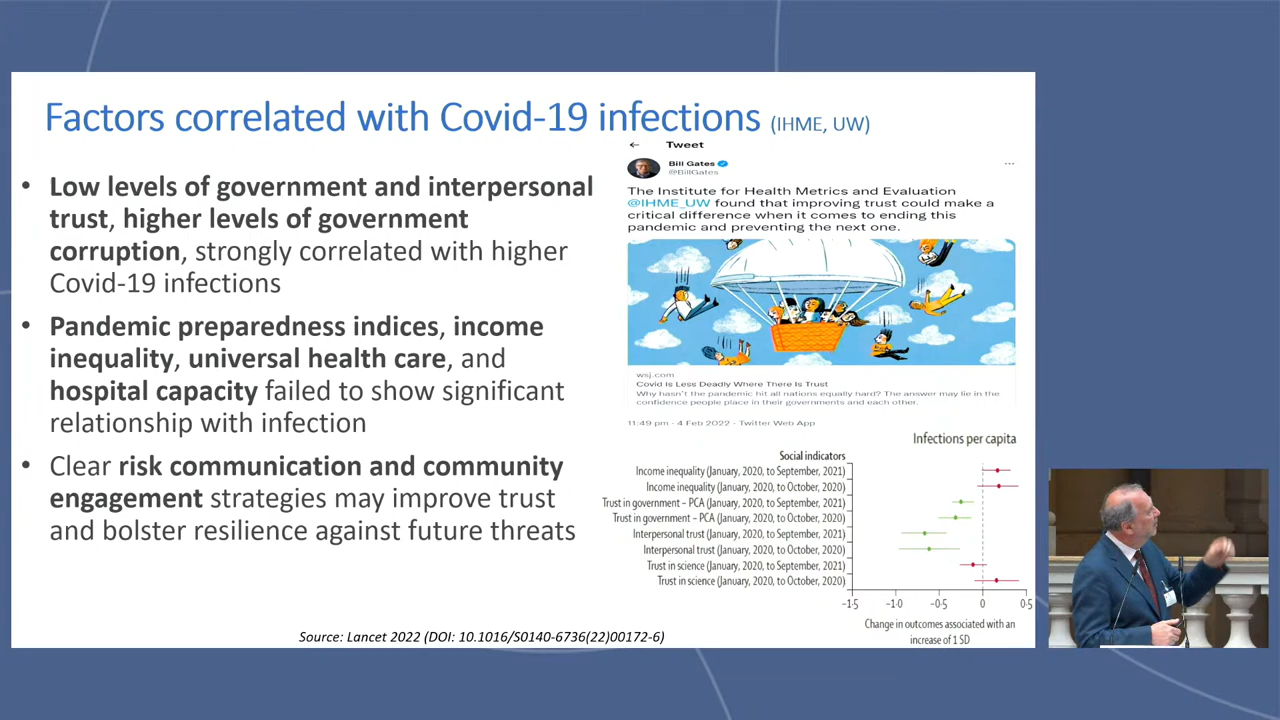 Factors correlated with Covid-19 infections (IHME, UW)
• Low levels of government and interpersonal
trust, higher levels of government
corruption, strongly correlated with higher
Covid-19 infections
• Pandemic preparedness indices, income
inequality, universal health care, and
hospital capacity failed to show significant
relationship with infection
• Clear risk communication and community
engagement strategies may improve trust
and bolster resilience against future threats
← Tweet
Bill Gates
@BillGates
The Institute for Health Metrics and Evaluation
@IHME_UW found that improving trust could make a
critical difference when it comes to ending this
pandemic and preventing the next one.
wsj.com
Covid Is Less Deadly Where There Is Trust
Why hasn't the pandemic hit all nations equally hard? The answer may lie in the
confidence people place in their governments and each other.
11:49 pm · 4 Feb 2022 · Twitter Web App
Infections per capita
Social indicators
Income inequality (January, 2020, to September, 2021)
Income inequality (January, 2020, to October, 2020)
Trust in government – PCA (January, 2020, to September, 2021)
Trust in government – PCA (January, 2020, to October, 2020)
Interpersonal trust (January, 2020, to September, 2021)
Interpersonal trust (January, 2020, to October, 2020)
Trust in science (January, 2020, to September, 2021)
Trust in science (January, 2020, to October, 2020)
-1·5 -1·0 -0·5 0 0·5
Change in outcomes associated with an
increase of 1 SD
Source: Lancet 2022 (DOI: 10.1016/S0140-6736(22)00172-6)